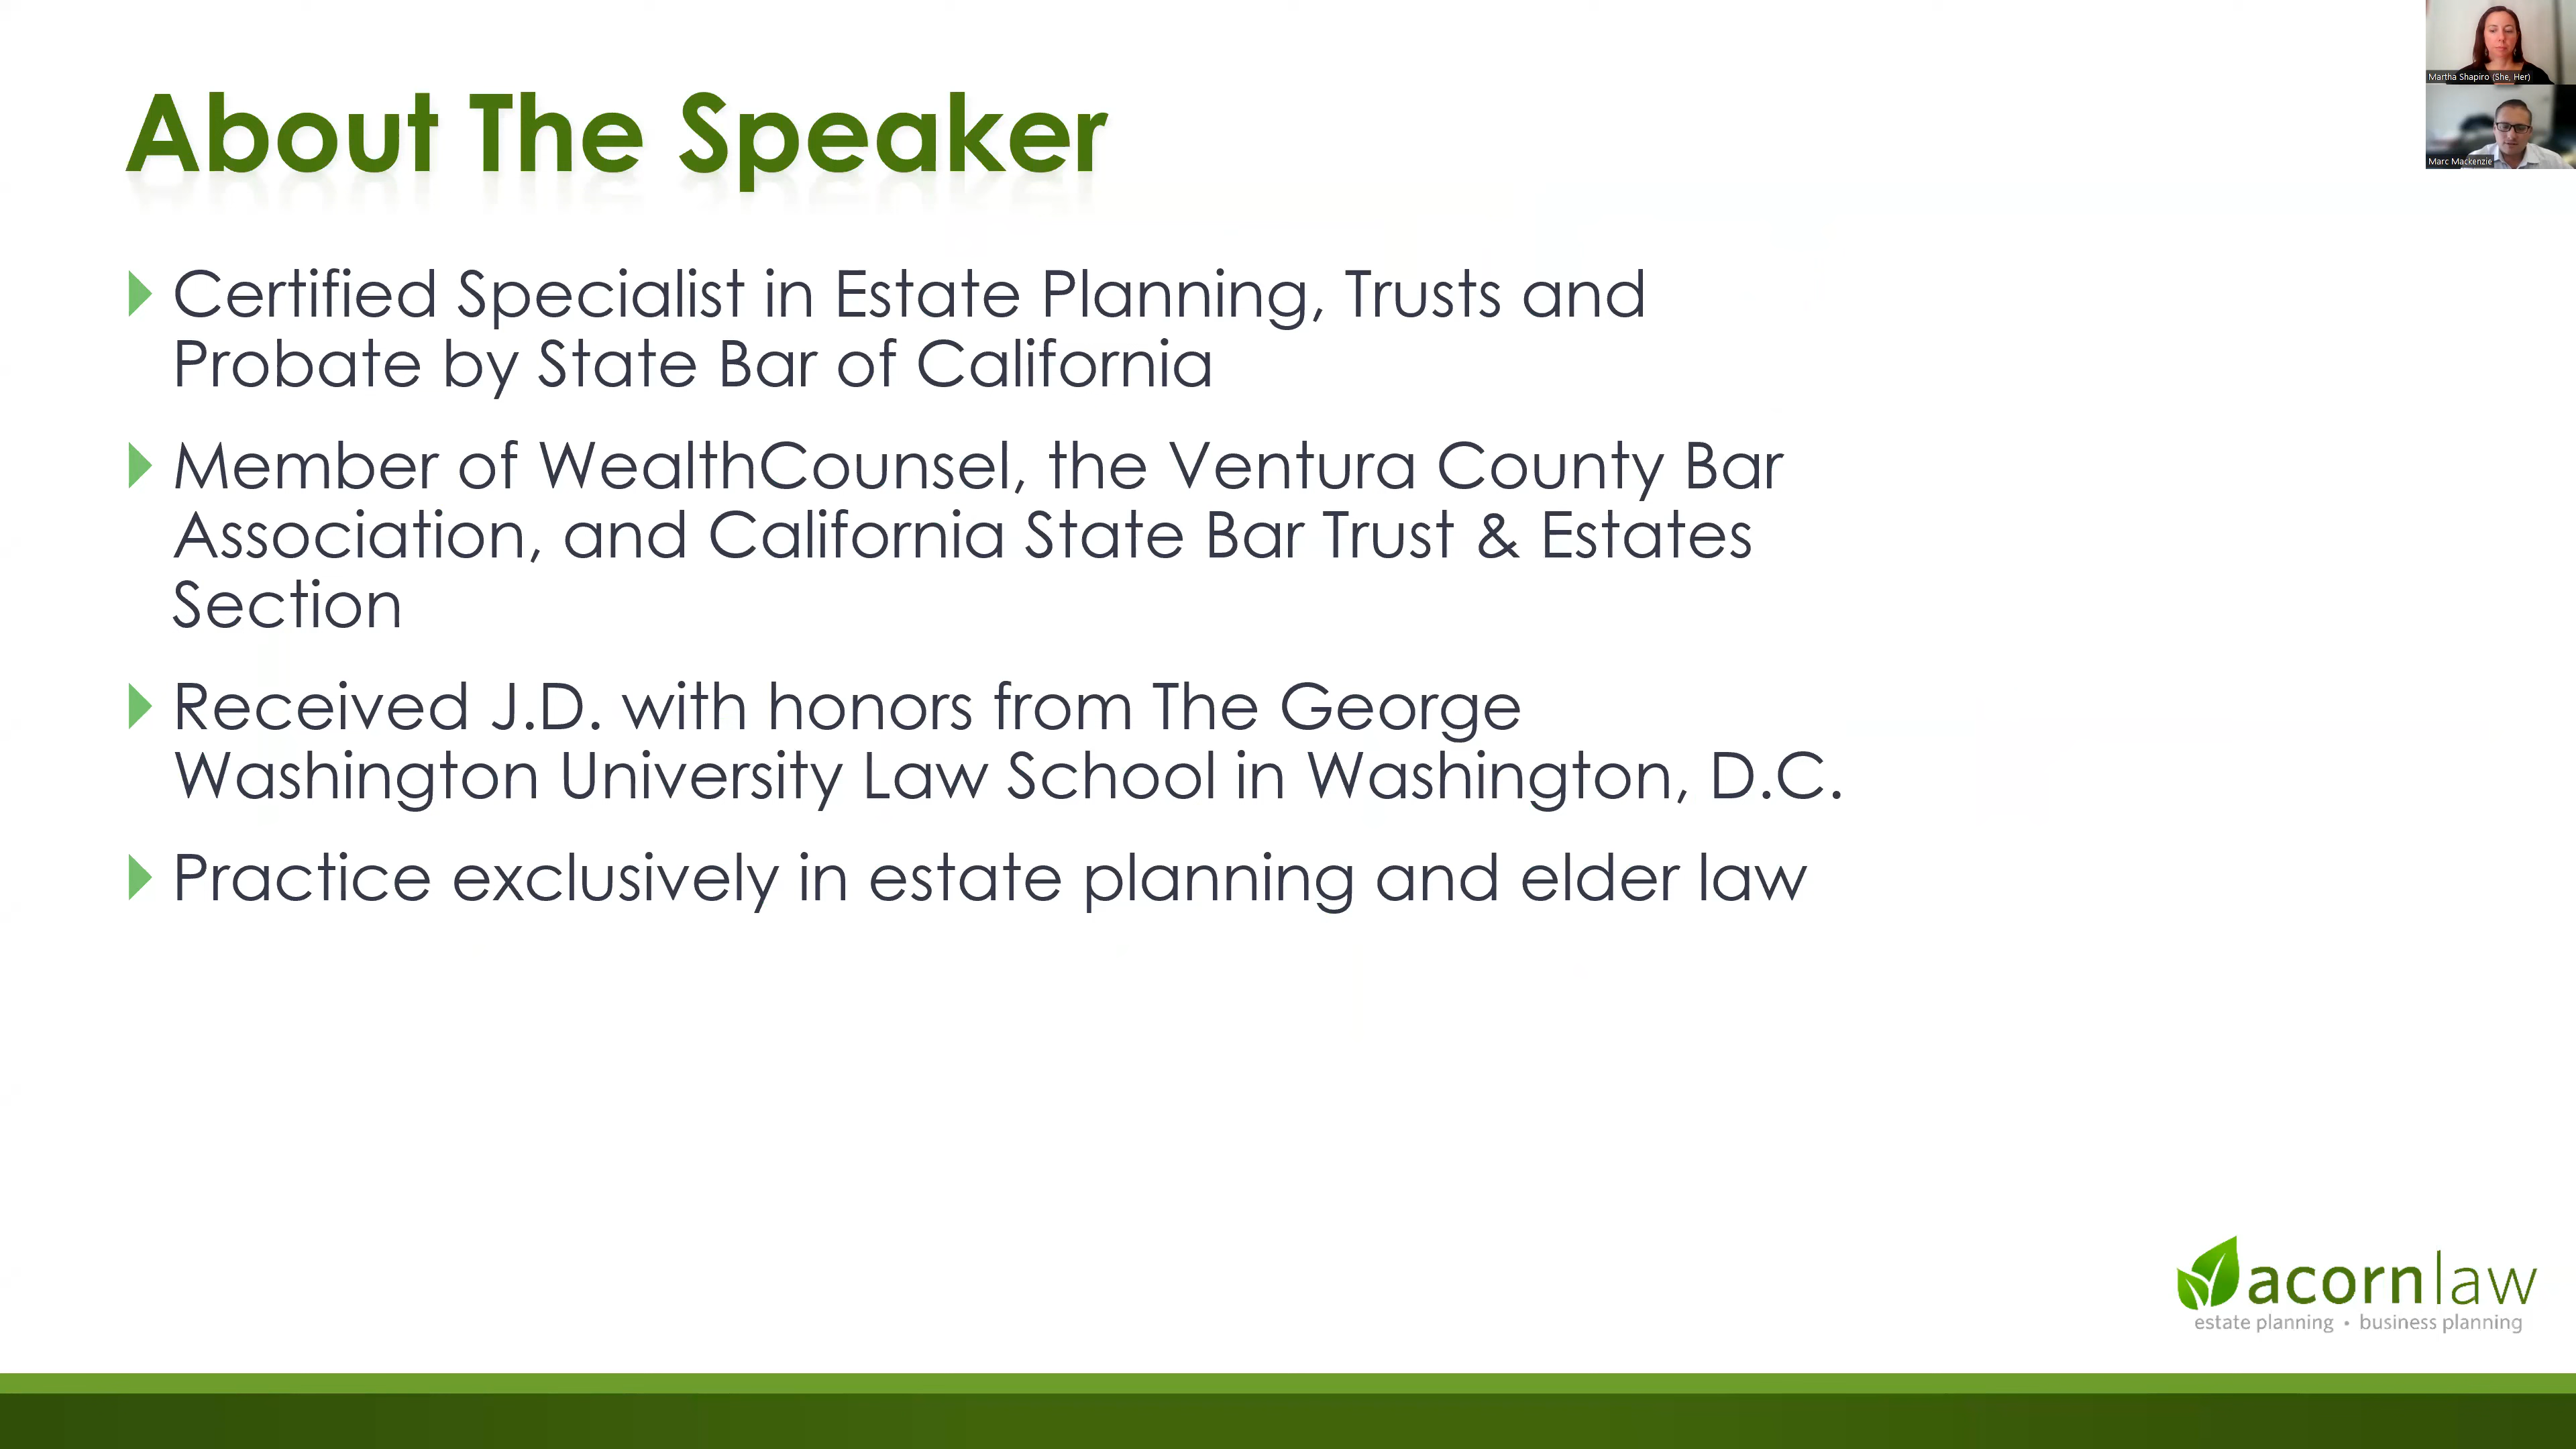 About The Speaker
Certified Specialist in Estate Planning, Trusts and
Probate by State Bar of California
Member of WealthCounsel, the Ventura County Bar
Association, and California State Bar Trust & Estates
Section
Received J.D. with honors from The George
Washington University Law School in Washington, D.C.
Practice exclusively in estate planning and elder law
Martha Shapiro (She, Her)
Marc Mackenzie
acornlaw
estate planning • business planning